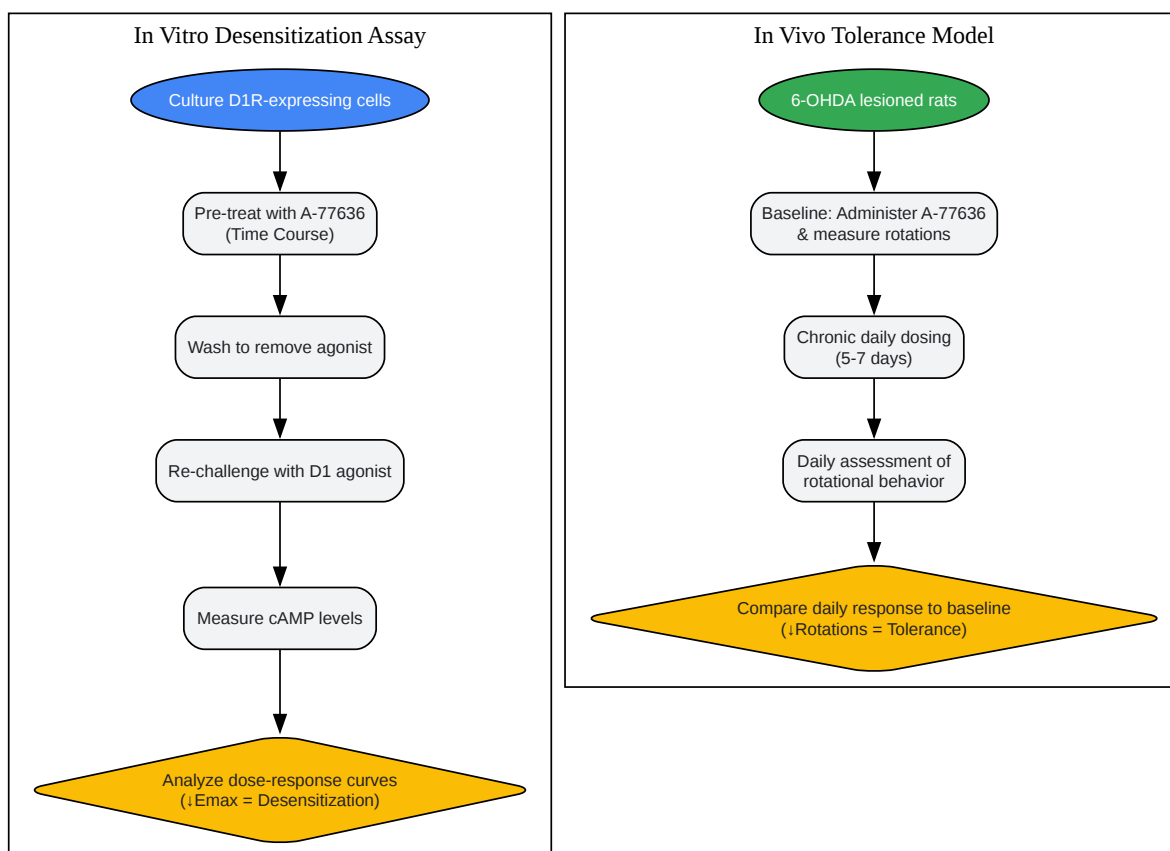 In Vitro Desensitization Assay
Culture D1R-expressing cells
Pre-treat with A-77636
(Time Course)
Wash to remove agonist
Re-challenge with D1 agonist
Measure cAMP levels
Analyze dose-response curves
(↓Emax = Desensitization)
In Vivo Tolerance Model
6-OHDA lesioned rats
Baseline: Administer A-77636
& measure rotations
Chronic daily dosing
(5-7 days)
Daily assessment of
rotational behavior
Compare daily response to baseline
(↓Rotations = Tolerance)